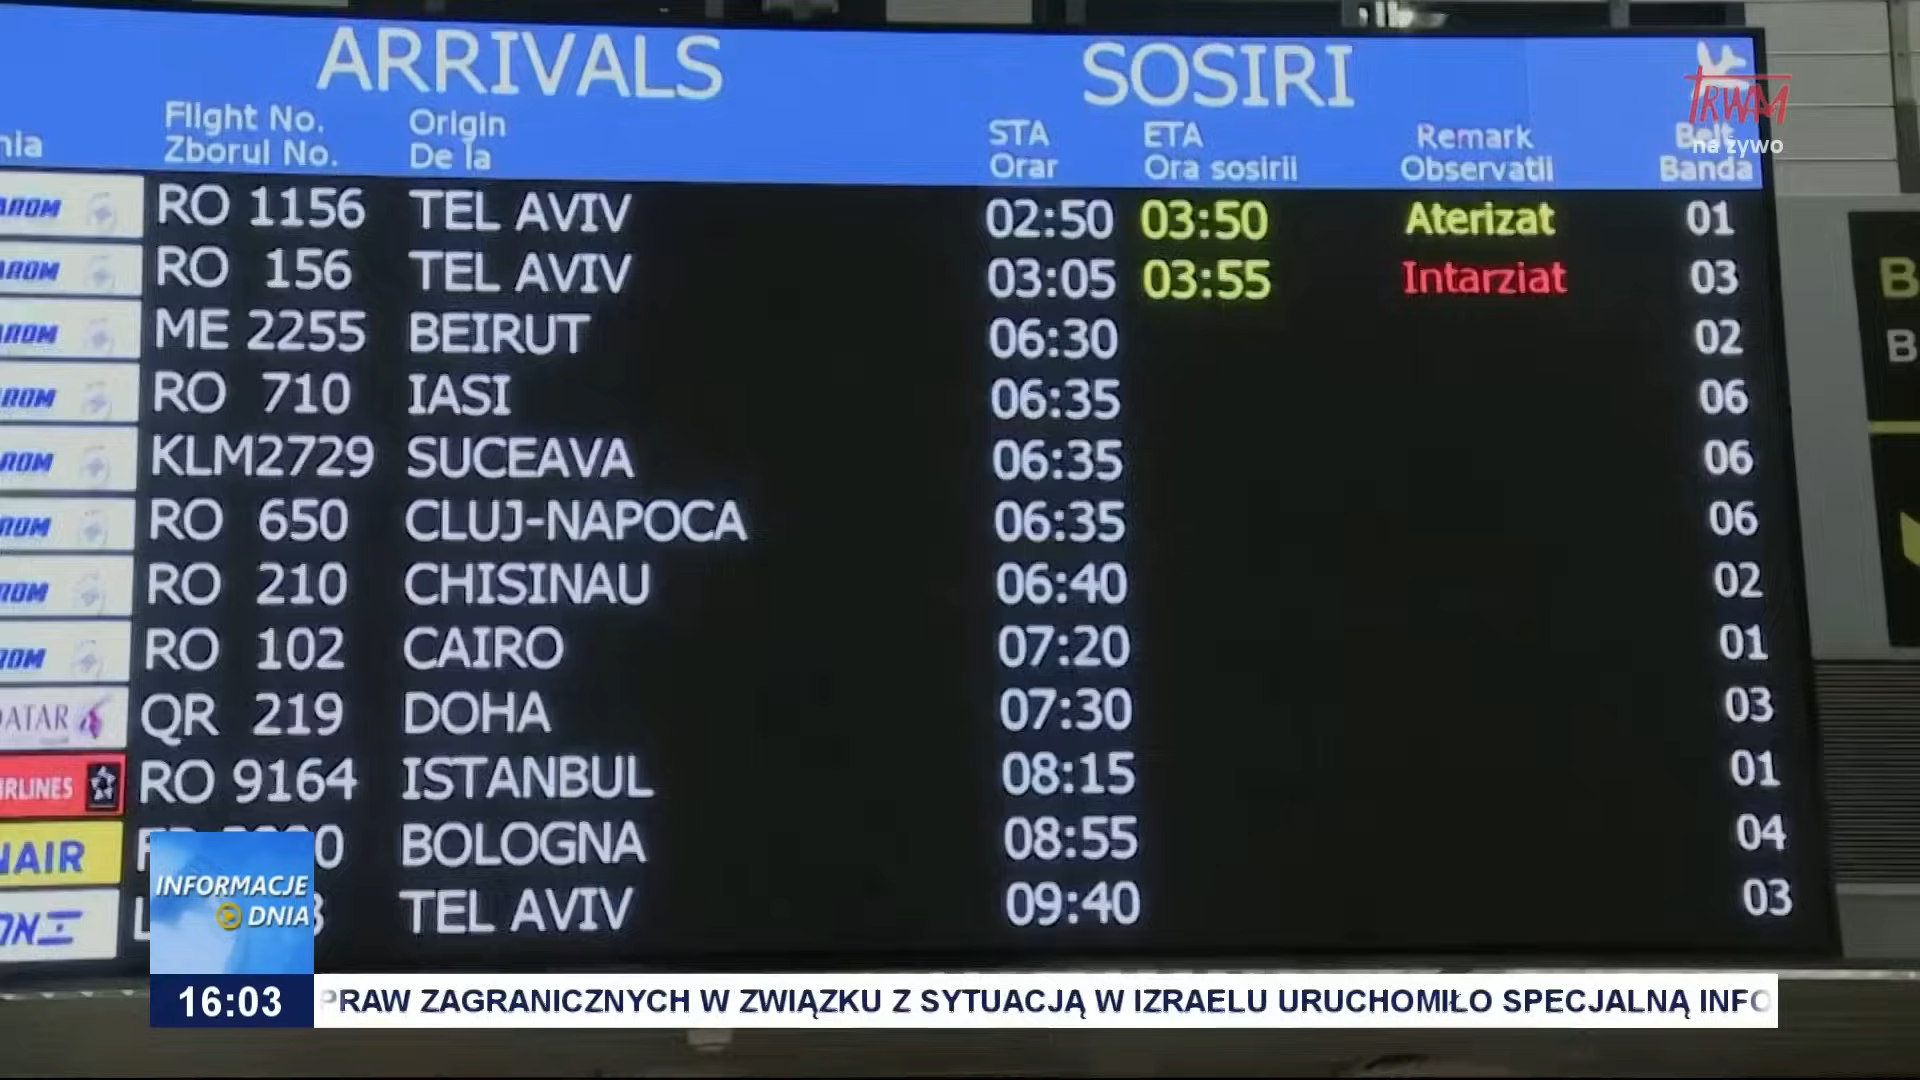 ARRIVALS SOSIRI
Flight No. Origin STA ETA Remark Belt
Zborul No. De la Orar Ora sosirii Observatii Banda
TRWAM
na żywo
RO 1156 TEL AVIV 02:50 03:50 Aterizat 01
RO 156 TEL AVIV 03:05 03:55 Intarziat 03
ME 2255 BEIRUT 06:30 02
RO 710 IASI 06:35 06
KLM2729 SUCEAVA 06:35 06
RO 650 CLUJ-NAPOCA 06:35 06
RO 210 CHISINAU 06:40 02
RO 102 CAIRO 07:20 01
QATAR QR 219 DOHA 07:30 03
RO 9164 ISTANBUL 08:15 01
BOLOGNA 08:55 04
TEL AVIV 09:40 03
INFORMACJE
DNIA
16:03 PRAW ZAGRANICZNYCH W ZWIĄZKU Z SYTUACJĄ W IZRAELU URUCHOMIŁO SPECJALNĄ INFO